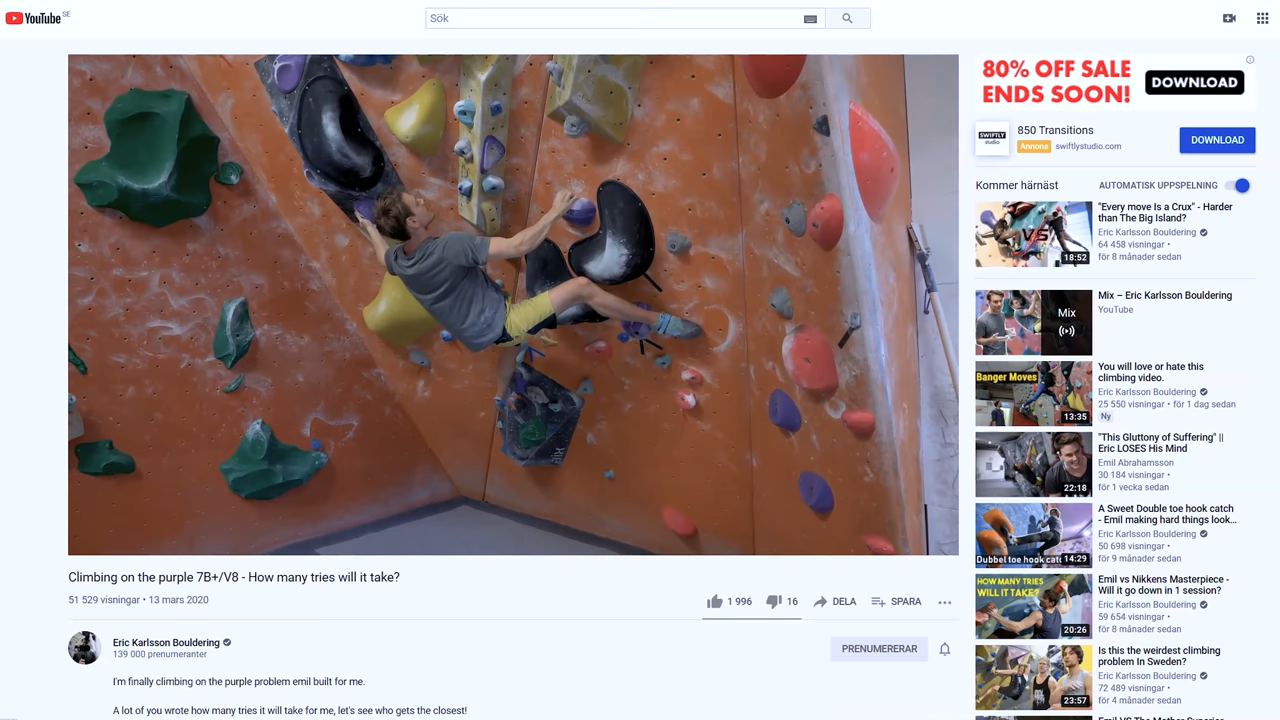 YouTube SE
Sök
80% OFF SALE
ENDS SOON!
DOWNLOAD
SWIFTLY
studio
850 Transitions
Annons swiftlystudio.com
DOWNLOAD
Kommer härnäst
AUTOMATISK UPPSPELNING
VS
18:52
"Every move Is a Crux" - Harder
than The Big Island?
Eric Karlsson Bouldering
64 458 visningar •
för 8 månader sedan
Mix
Mix – Eric Karlsson Bouldering
YouTube
Banger Moves
13:35
You will love or hate this
climbing video.
Eric Karlsson Bouldering
25 550 visningar • för 1 dag sedan
Ny
22:18
"This Gluttony of Suffering" ||
Eric LOSES His Mind
Emil Abrahamsson
30 184 visningar •
för 1 vecka sedan
Dubbel toe hook catc
14:29
A Sweet Double toe hook catch
- Emil making hard things look...
Eric Karlsson Bouldering
50 698 visningar •
för 9 månader sedan
HOW MANY TRIES
WILL IT TAKE?
20:26
Emil vs Nikkens Masterpiece -
Will it go down in 1 session?
Eric Karlsson Bouldering
59 654 visningar •
för 8 månader sedan
23:57
Is this the weirdest climbing
problem In Sweden?
Eric Karlsson Bouldering
72 489 visningar •
för 4 månader sedan
Emil VS The Mother Superior
Climbing on the purple 7B+/V8 - How many tries will it take?
51 529 visningar • 13 mars 2020
1 996
16
DELA
SPARA
Eric Karlsson Bouldering
139 000 prenumeranter
PRENUMERERAR
I'm finally climbing on the purple problem emil built for me.
A lot of you wrote how many tries it will take for me, let's see who gets the closest!